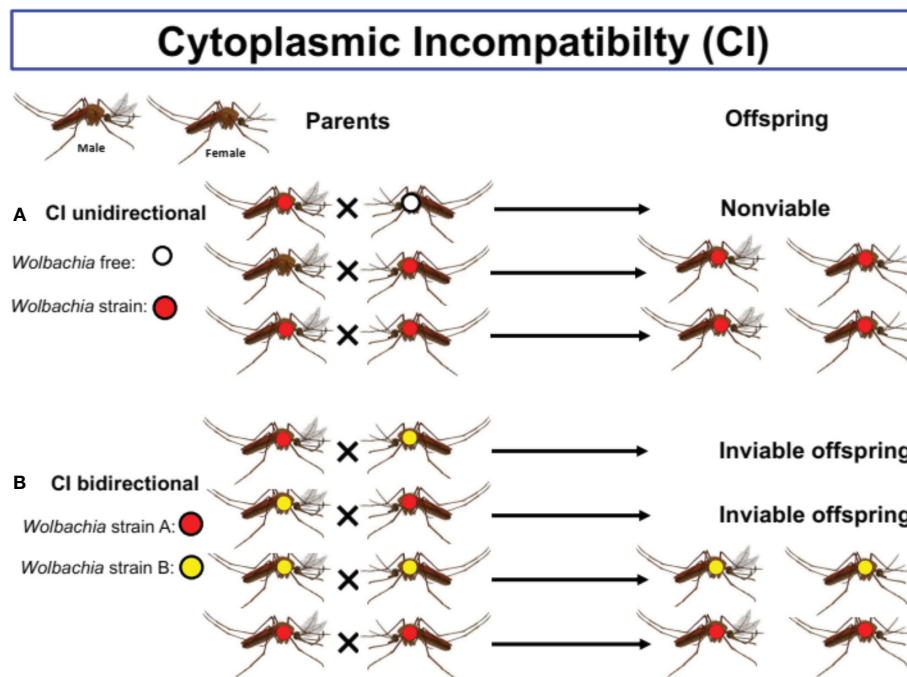 Cytoplasmic Incompatibilty (CI)
Parents
Offspring
Male
Female
A
CI unidirectional
Nonviable
Wolbachia free:
Wolbachia strain:
B
CI bidirectional
Inviable offspring
Inviable offspring
Wolbachia strain A:
Wolbachia strain B: